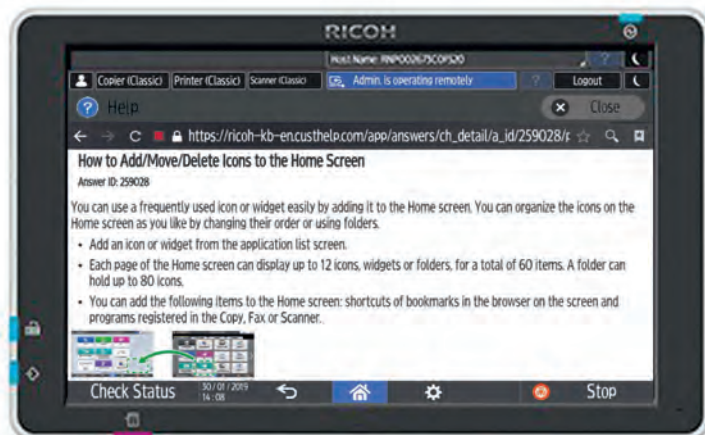 RICOH
Host Name: RNP002673C0F520
?
Copier (Classic) Printer (Classic) Scanner (Classic) Admin. is operating remotely ? Logout
? Help Close
https://ricoh-kb-en.custhelp.com/app/answers/ch_detail/a_id/259028/
How to Add/Move/Delete Icons to the Home Screen
Answer ID: 259028
You can use a frequently used icon or widget easily by adding it to the Home screen. You can organize the icons on the
Home screen as you like by changing their order or using folders.
• Add an icon or widget from the application list screen.
• Each page of the Home screen can display up to 12 icons, widgets or folders, for a total of 60 items. A folder can
hold up to 80 icons.
• You can add the following items to the Home screen: shortcuts of bookmarks in the browser on the screen and
programs registered in the Copy, Fax or Scanner.
Check Status 30/01/2019 Stop
14:08